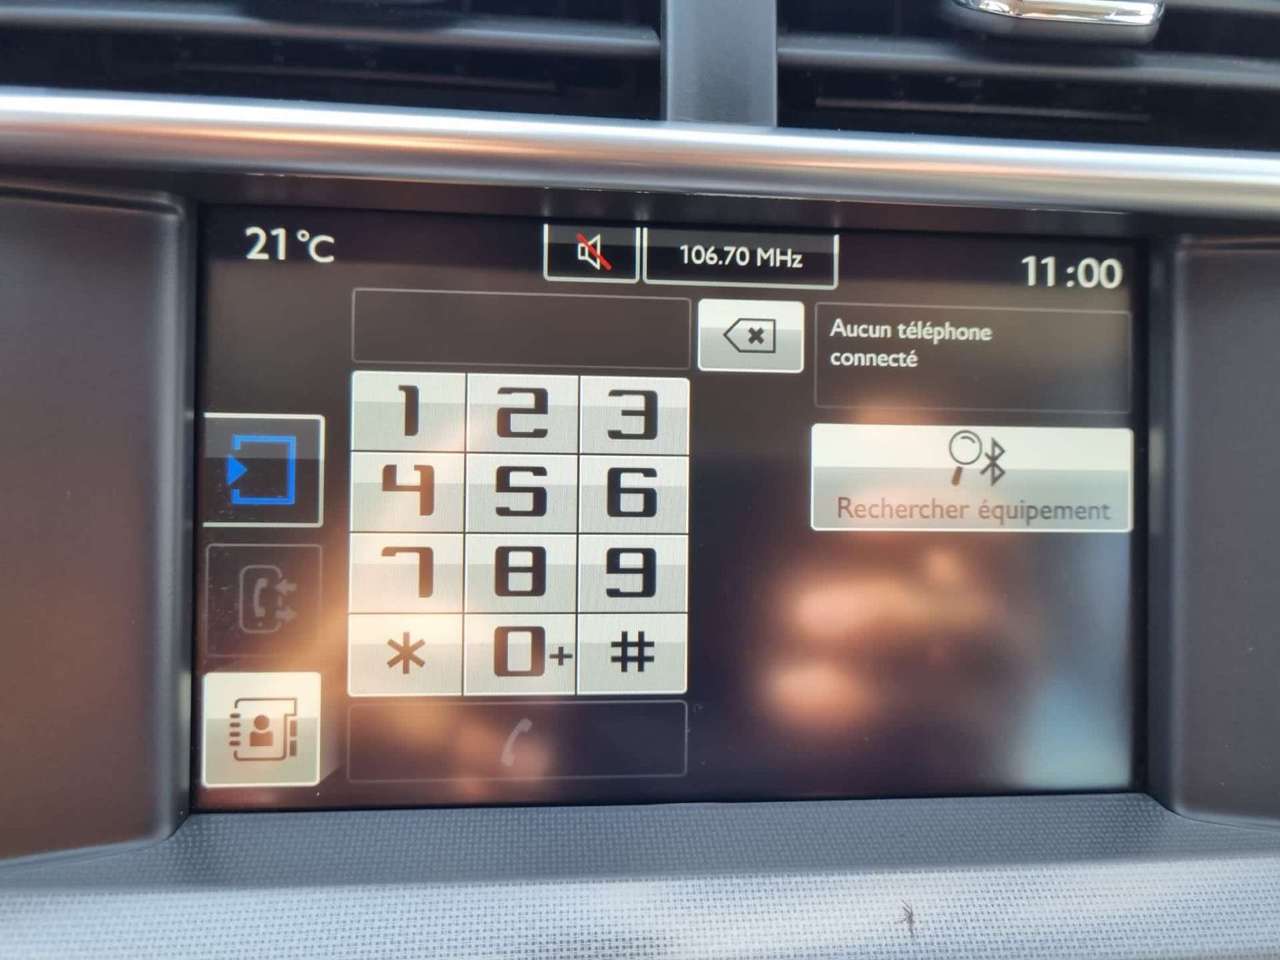 21°C
106.70 MHz
11:00
Aucun téléphone
connecté
1 2 3
4 5 6
7 8 9
* 0+ #
Rechercher équipement